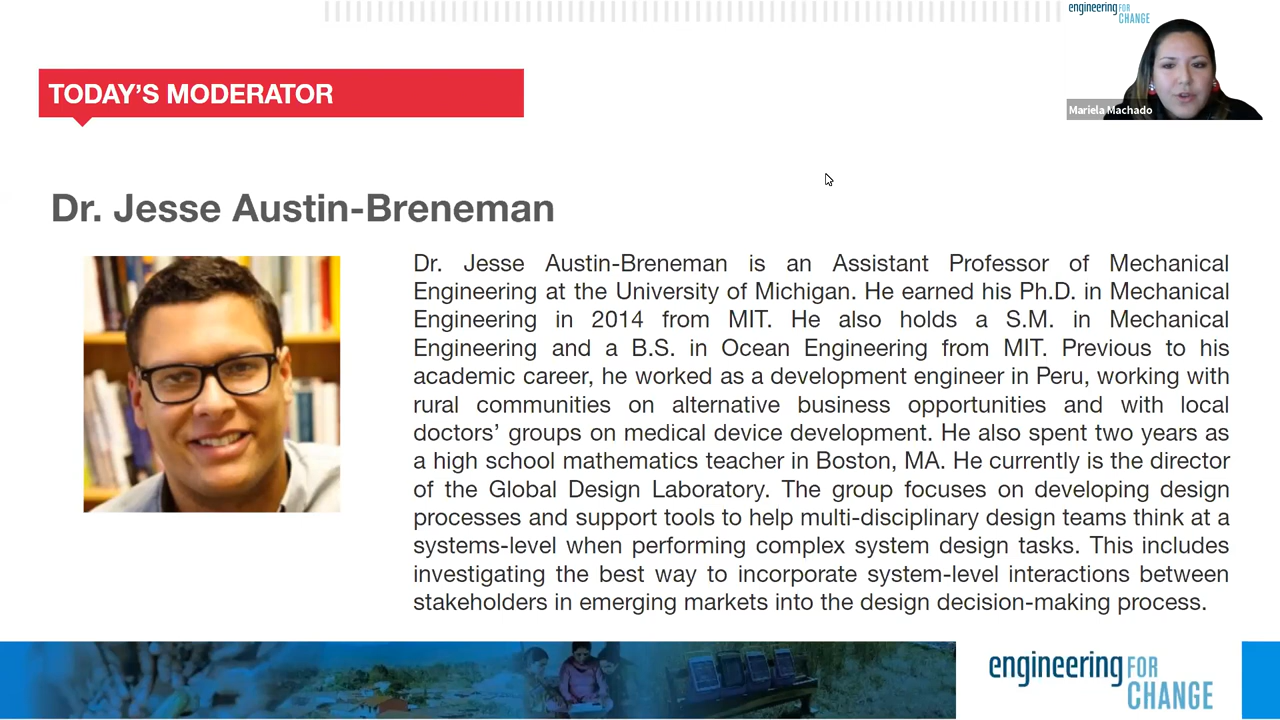 engineering FOR
CHANGE
Mariela Machado
TODAY'S MODERATOR
Dr. Jesse Austin-Breneman
Dr. Jesse Austin-Breneman is an Assistant Professor of Mechanical
Engineering at the University of Michigan. He earned his Ph.D. in Mechanical
Engineering in 2014 from MIT. He also holds a S.M. in Mechanical
Engineering and a B.S. in Ocean Engineering from MIT. Previous to his
academic career, he worked as a development engineer in Peru, working with
rural communities on alternative business opportunities and with local
doctors' groups on medical device development. He also spent two years as
a high school mathematics teacher in Boston, MA. He currently is the director
of the Global Design Laboratory. The group focuses on developing design
processes and support tools to help multi-disciplinary design teams think at a
systems-level when performing complex system design tasks. This includes
investigating the best way to incorporate system-level interactions between
stakeholders in emerging markets into the design decision-making process.
engineering FOR
CHANGE